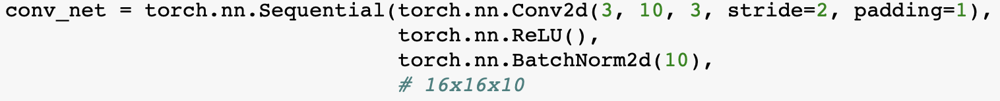 conv_net = torch.nn.Sequential(torch.nn.Conv2d(3, 10, 3, stride=2, padding=1),
torch.nn.ReLU(),
torch.nn.BatchNorm2d(10),
# 16x16x10